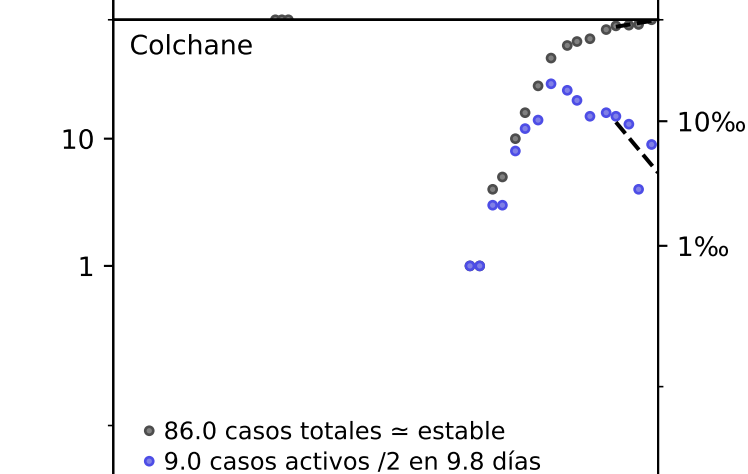 Colchane
10
10‰
1‰
1
86.0 casos totales ≃ estable
9.0 casos activos /2 en 9.8 días